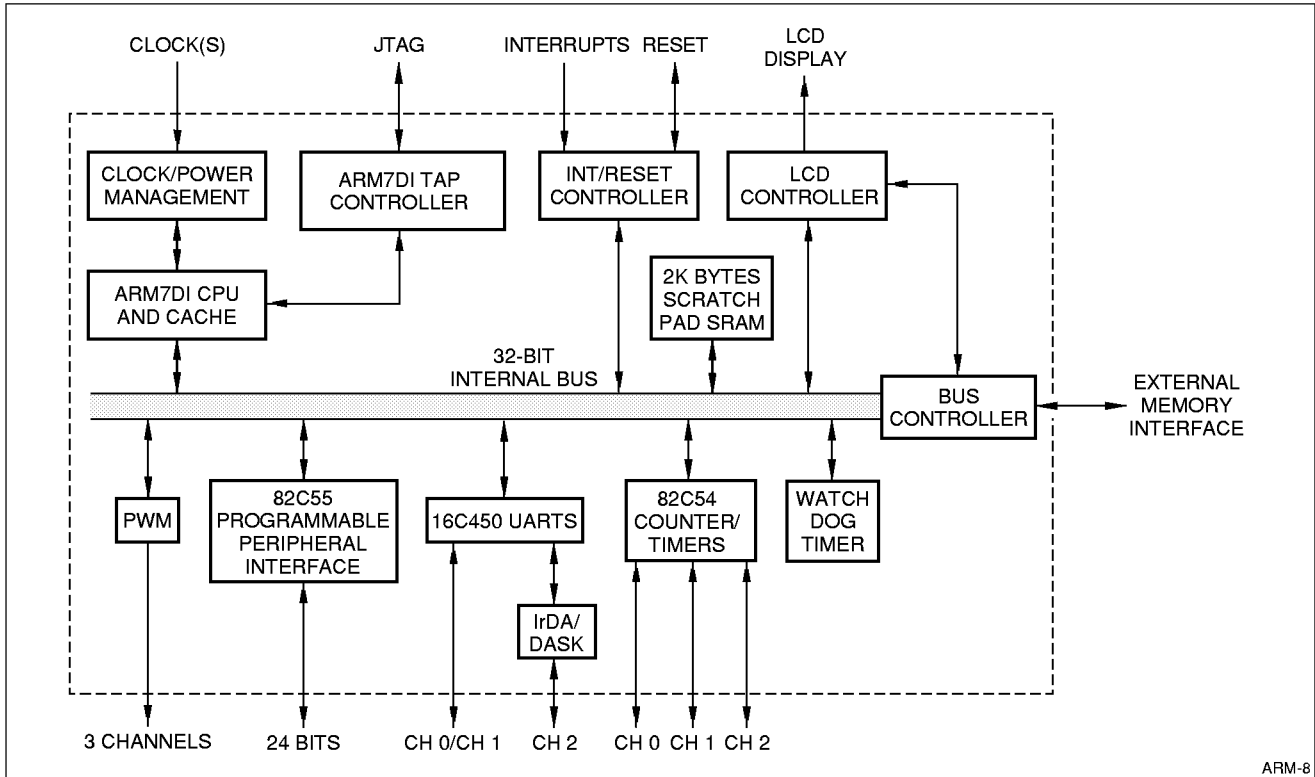 CLOCK(S)
JTAG
INTERRUPTS
RESET
LCD
DISPLAY
CLOCK/POWER
MANAGEMENT
ARM7DI TAP
CONTROLLER
INT/RESET
CONTROLLER
LCD
CONTROLLER
ARM7DI CPU
AND CACHE
2K BYTES
SCRATCH
PAD SRAM
32-BIT
INTERNAL BUS
BUS
CONTROLLER
EXTERNAL
MEMORY
INTERFACE
PWM
82C55
PROGRAMMABLE
PERIPHERAL
INTERFACE
16C450 UARTS
82C54
COUNTER/
TIMERS
WATCH
DOG
TIMER
IrDA/
DASK
3 CHANNELS
24 BITS
CH 0/CH 1
CH 2
CH 0
CH 1
CH 2
ARM-8